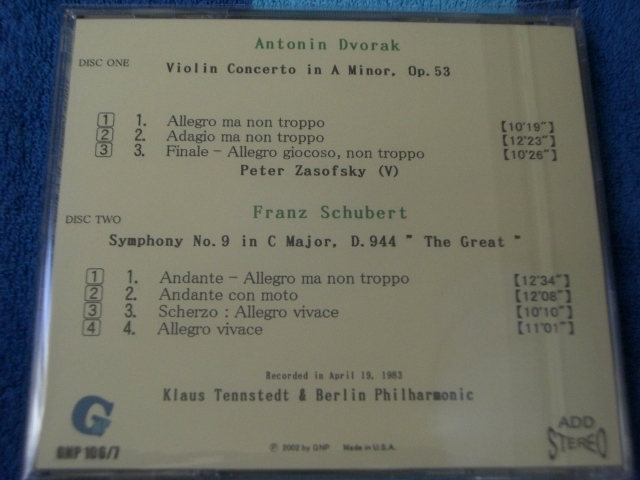 Antonin Dvorak
DISC ONE
Violin Concerto in A Minor, Op.53
1 1. Allegro ma non troppo [10'19"]
2 2. Adagio ma non troppo [12'23"]
3 3. Finale - Allegro giocoso, non troppo [10'26"]
Peter Zasofsky (V)
Franz Schubert
DISC TWO
Symphony No.9 in C Major, D.944 " The Great "
1 1. Andante - Allegro ma non troppo [12'34"]
2 2. Andante con moto [12'08"]
3 3. Scherzo : Allegro vivace [10'10"]
4 4. Allegro vivace [11'01"]
Recorded in April 19, 1983
Klaus Tennstedt & Berlin Philharmonic
G
GNP 106/7
℗ 2002 by GNP Made in U.S.A.
ADD
STEREO